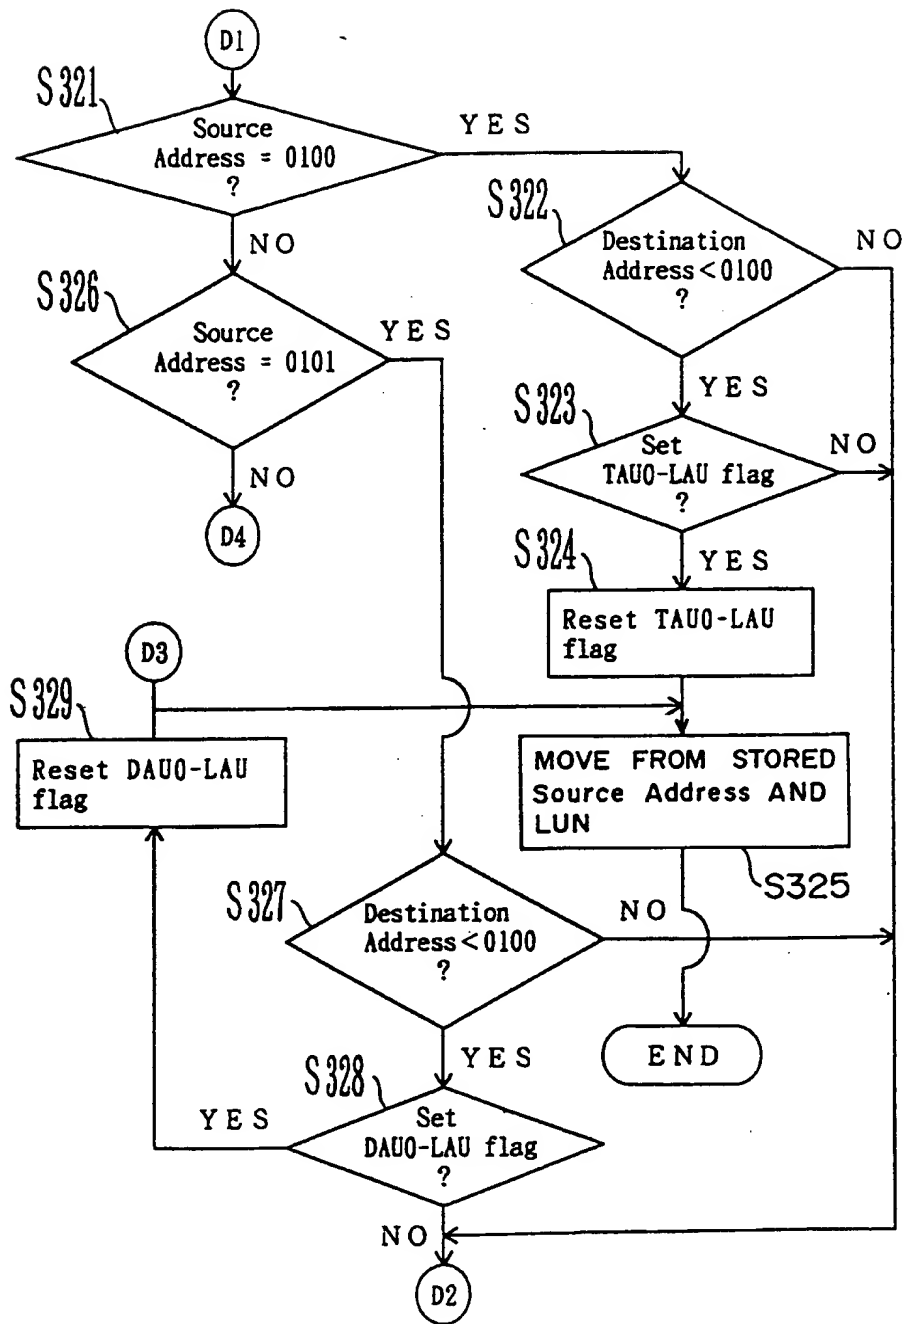 D1
S321
Source
Address = 0100
?
YES
NO
S322
Destination
Address<0100
?
NO
YES
S326
Source
Address = 0101
?
YES
NO
D4
S323
Set
TAU0-LAU flag
?
NO
YES
S324
Reset TAU0-LAU
flag
D3
S329
Reset DAU0-LAU
flag
MOVE FROM STORED
Source Address AND
LUN
S325
END
S327
Destination
Address<0100
?
NO
YES
S328
Set
DAU0-LAU flag
?
YES
NO
D2